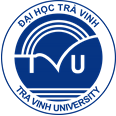 ĐẠI HỌC TRÀ VINH
TVU
TRA VINH UNIVERSITY